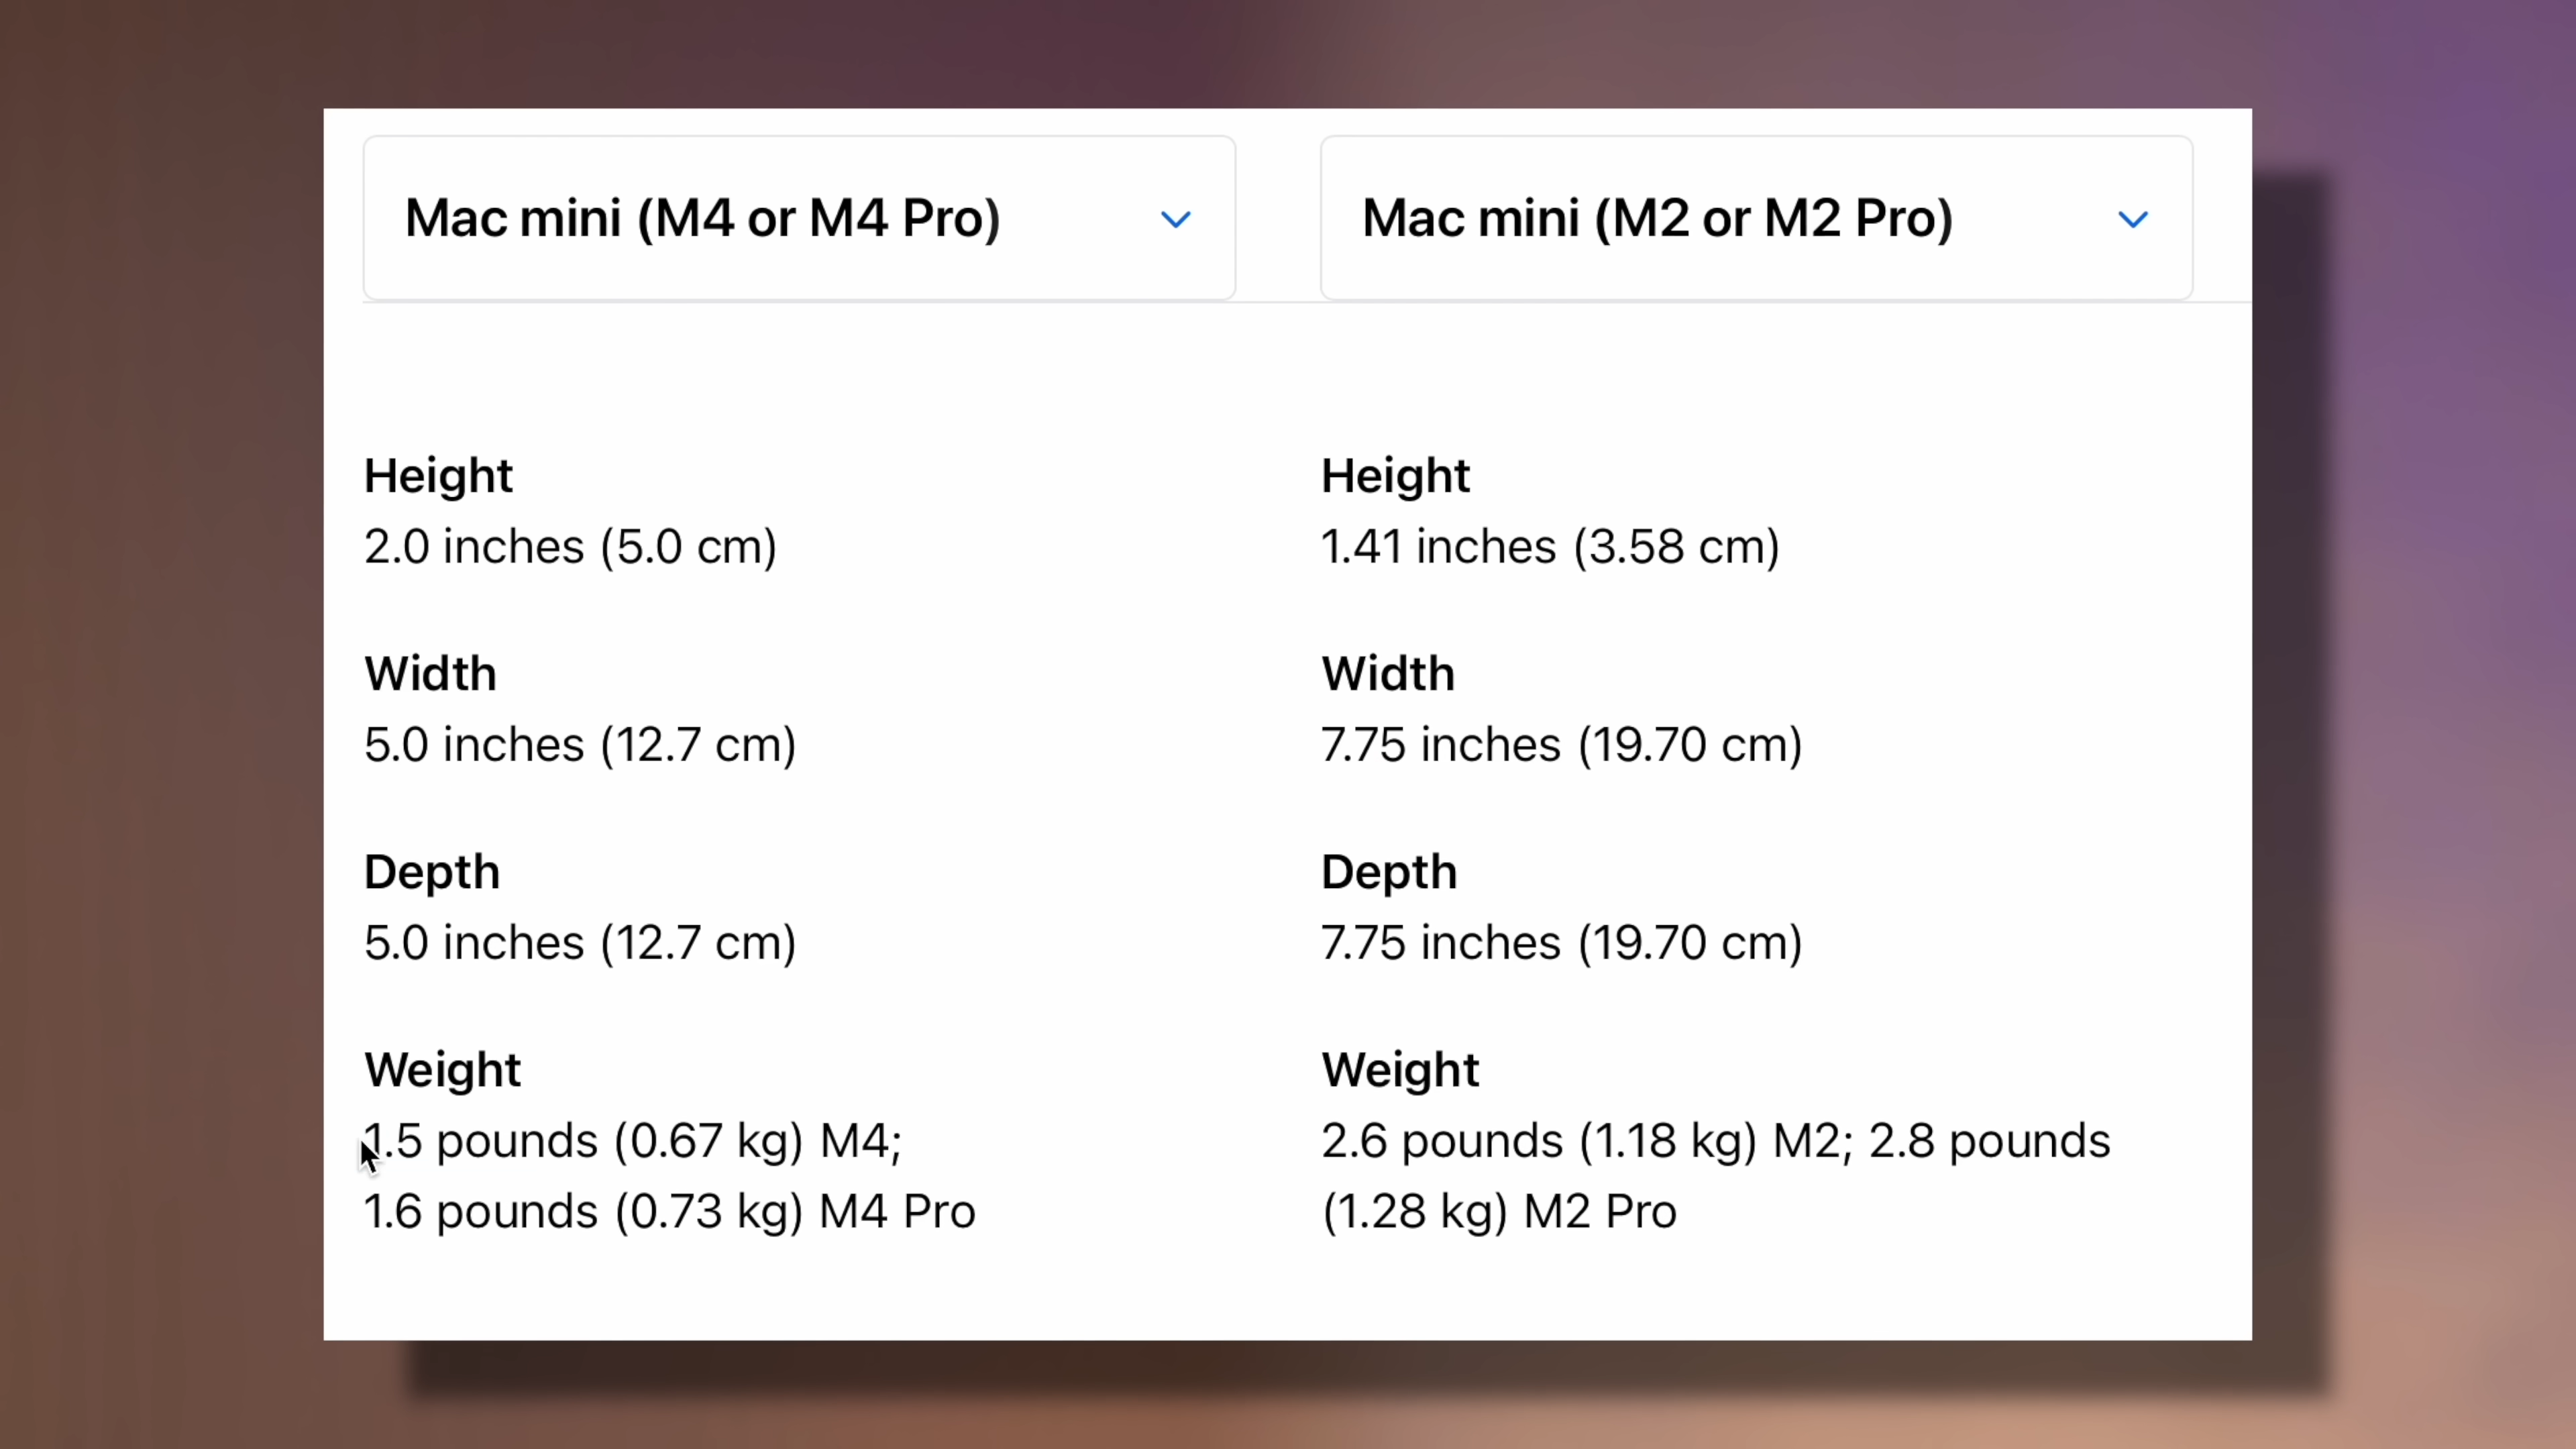 Mac mini (M4 or M4 Pro)
Mac mini (M2 or M2 Pro)
Height
2.0 inches (5.0 cm)
Width
5.0 inches (12.7 cm)
Depth
5.0 inches (12.7 cm)
Weight
1.5 pounds (0.67 kg) M4;
1.6 pounds (0.73 kg) M4 Pro
Height
1.41 inches (3.58 cm)
Width
7.75 inches (19.70 cm)
Depth
7.75 inches (19.70 cm)
Weight
2.6 pounds (1.18 kg) M2; 2.8 pounds
(1.28 kg) M2 Pro